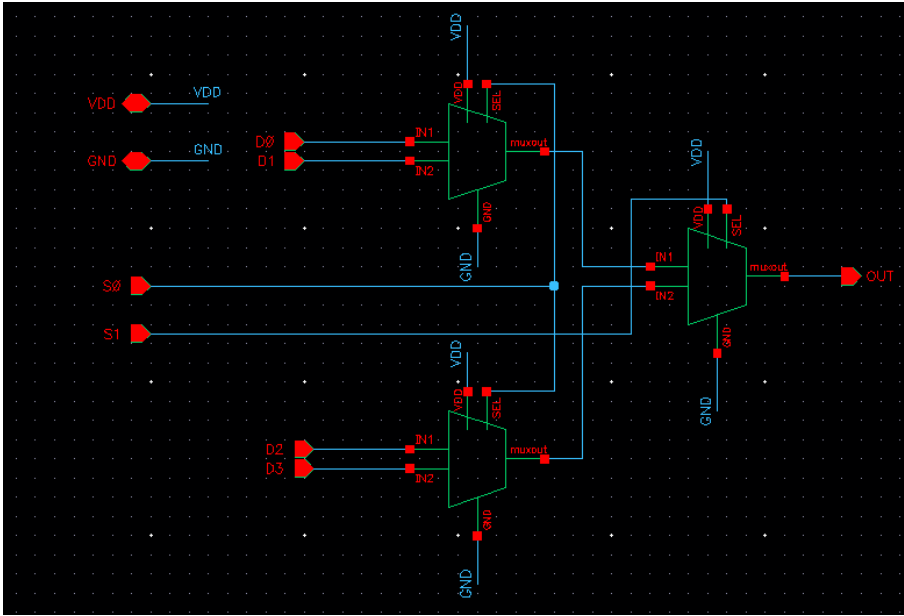 VDD
VDD
SEL
VDD
VDD
GND
GND
D0
D1
IN1
IN2
muxout
GND
GND
VDD
VDD
SEL
IN1
IN2
muxout
OUT
GND
GND
S0
S1
VDD
VDD
SEL
D2
D3
IN1
IN2
muxout
GND
GND